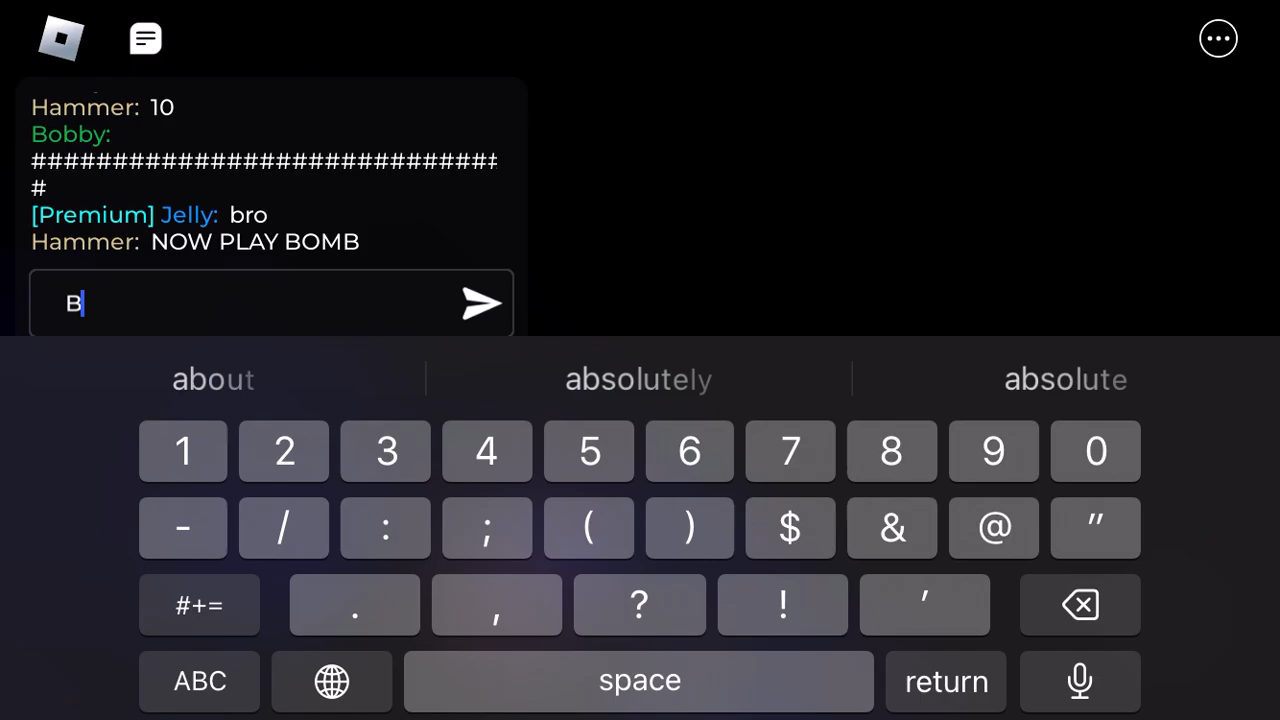 Hammer: 10
Bobby:
#############################
#
[Premium] Jelly: bro
Hammer: NOW PLAY BOMB
B
about absolutely absolute
1 2 3 4 5 6 7 8 9 0
- / : ; ( ) $ & @ "
#+= . , ? ! '
ABC space return